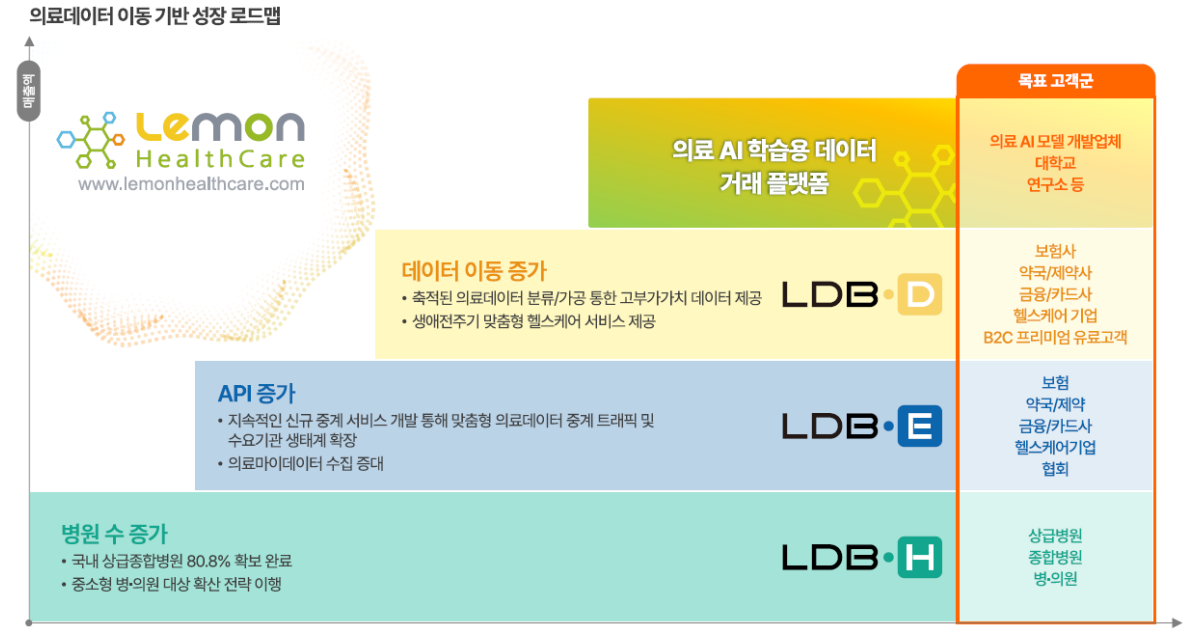 의료데이터 이동 기반 성장 로드맵
매출액
Lemon
HealthCare
www.lemonhealthcare.com
목표 고객군
의료 AI 학습용 데이터
거래 플랫폼
의료 AI 모델 개발업체
대학교
연구소 등
데이터 이동 증가
• 축적된 의료데이터 분류/가공 통한 고부가가치 데이터 제공
• 생애전주기 맞춤형 헬스케어 서비스 제공
LDB•D
보험사
약국/제약사
금융/카드사
헬스케어 기업
B2C 프리미엄 유료고객
API 증가
• 지속적인 신규 중계 서비스 개발 통해 맞춤형 의료데이터 중계 트래픽 및
수요기관 생태계 확장
• 의료마이데이터 수집 증대
LDB•E
보험
약국/제약
금융/카드사
헬스케어기업
협회
병원 수 증가
• 국내 상급종합병원 80.8% 확보 완료
• 중소형 병•의원 대상 확산 전략 이행
LDB•H
상급병원
종합병원
병•의원